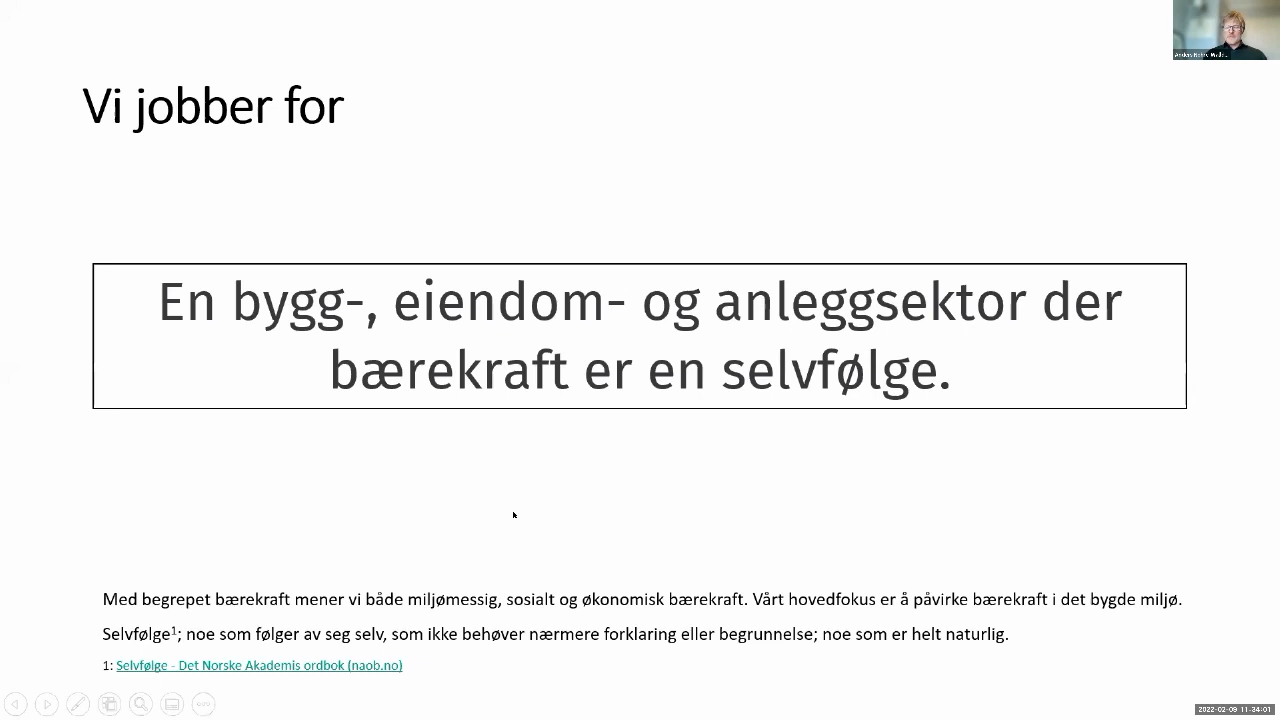 Vi jobber for
En bygg-, eiendom- og anleggsektor der
bærekraft er en selvfølge.
Med begrepet bærekraft mener vi både miljømessig, sosialt og økonomisk bærekraft. Vårt hovedfokus er å påvirke bærekraft i det bygde miljø.
Selvfølge1; noe som følger av seg selv, som ikke behøver nærmere forklaring eller begrunnelse; noe som er helt naturlig.
1: Selvfølge - Det Norske Akademis ordbok (naob.no)
2022-02-09 11:34:01